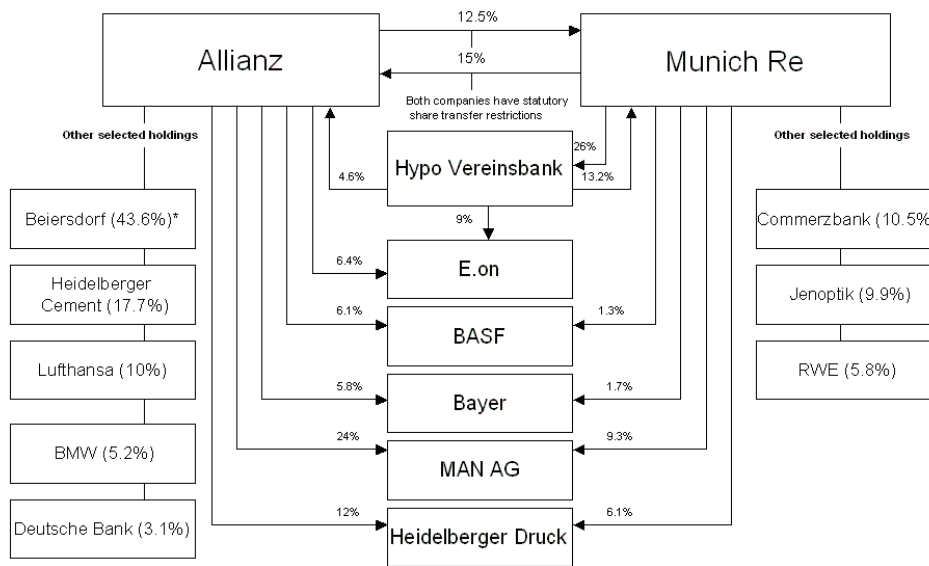 12.5%
Allianz
15%
Munich Re
Both companies have statutory
share transfer restrictions
Other selected holdings
Other selected holdings
26%
Hypo Vereinsbank
4.6%
13.2%
9%
Beiersdorf (43.6%)*
Commerzbank (10.5%
6.4%
E.on
Heidelberger
Cement (17.7%)
Jenoptik (9.9%)
6.1%
1.3%
BASF
Lufthansa (10%)
RWE (5.8%)
5.8%
1.7%
Bayer
24%
9.3%
BMW (5.2%)
MAN AG
12%
6.1%
Deutsche Bank (3.1%)
Heidelberger Druck